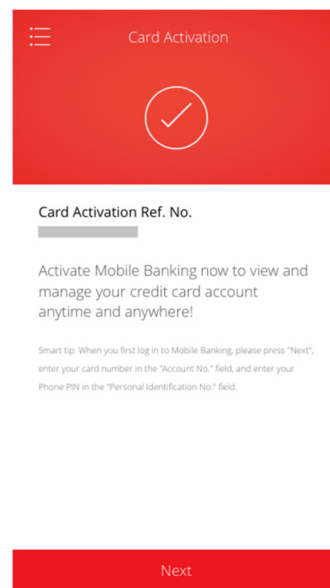 Card Activation
Card Activation Ref. No.
Activate Mobile Banking now to view and
manage your credit card account
anytime and anywhere!
Smart tip: When you first log in to Mobile Banking, please press "Next",
enter your card number in the "Account No." field, and enter your
Phone PIN in the "Personal Identification No." field.
Next